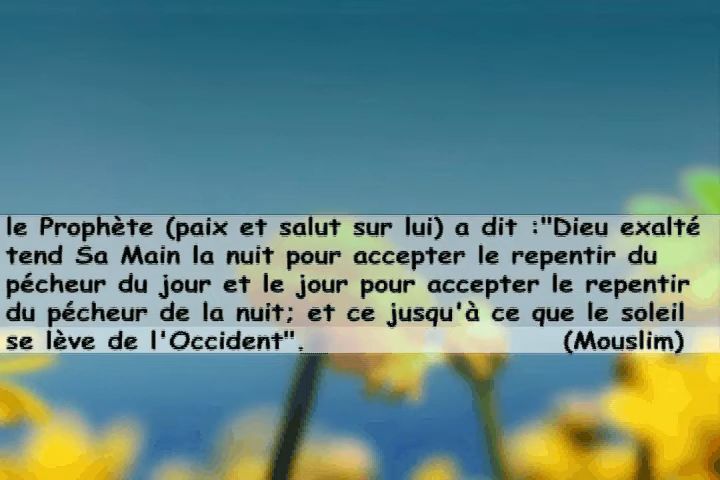 le Prophète (paix et salut sur lui) a dit :"Dieu exalté
tend Sa Main la nuit pour accepter le repentir du
pécheur du jour et le jour pour accepter le repentir
du pécheur de la nuit; et ce jusqu'à ce que le soleil
se lève de l'Occident". (Mouslim)